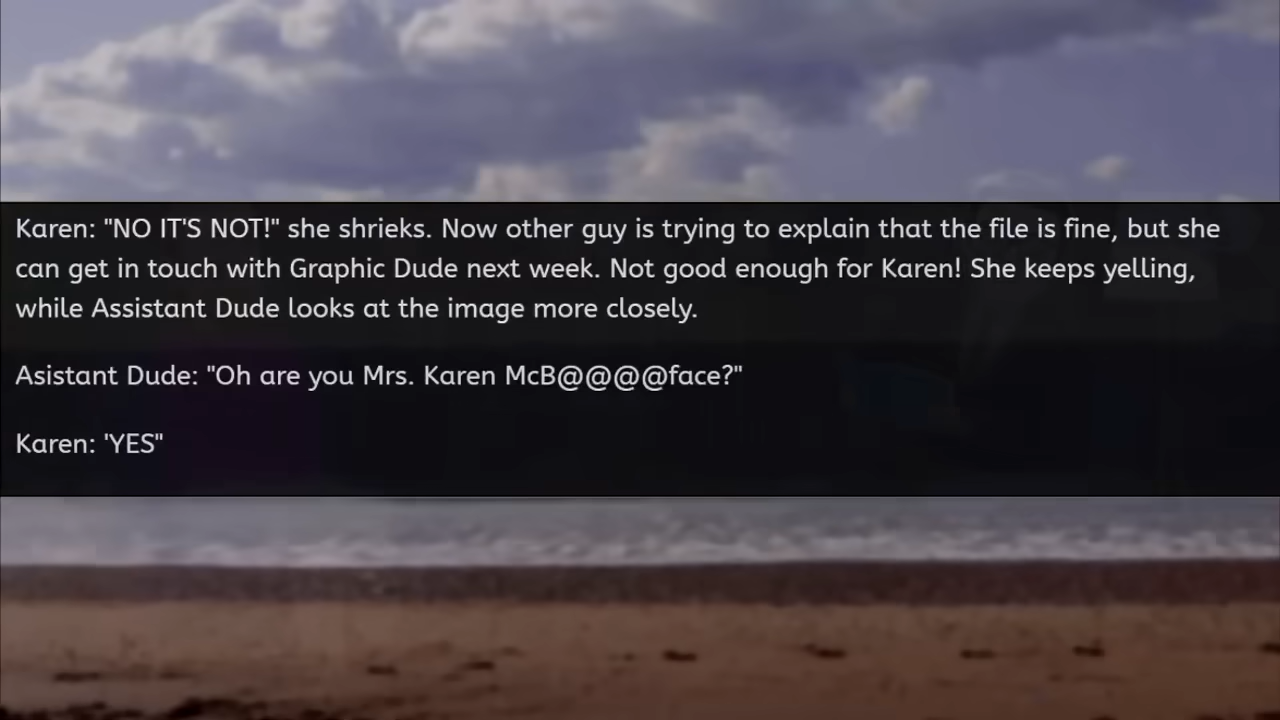 Karen: "NO IT'S NOT!" she shrieks. Now other guy is trying to explain that the file is fine, but she
can get in touch with Graphic Dude next week. Not good enough for Karen! She keeps yelling,
while Assistant Dude looks at the image more closely.
Asistant Dude: "Oh are you Mrs. Karen McB@@@@face?"
Karen: 'YES"